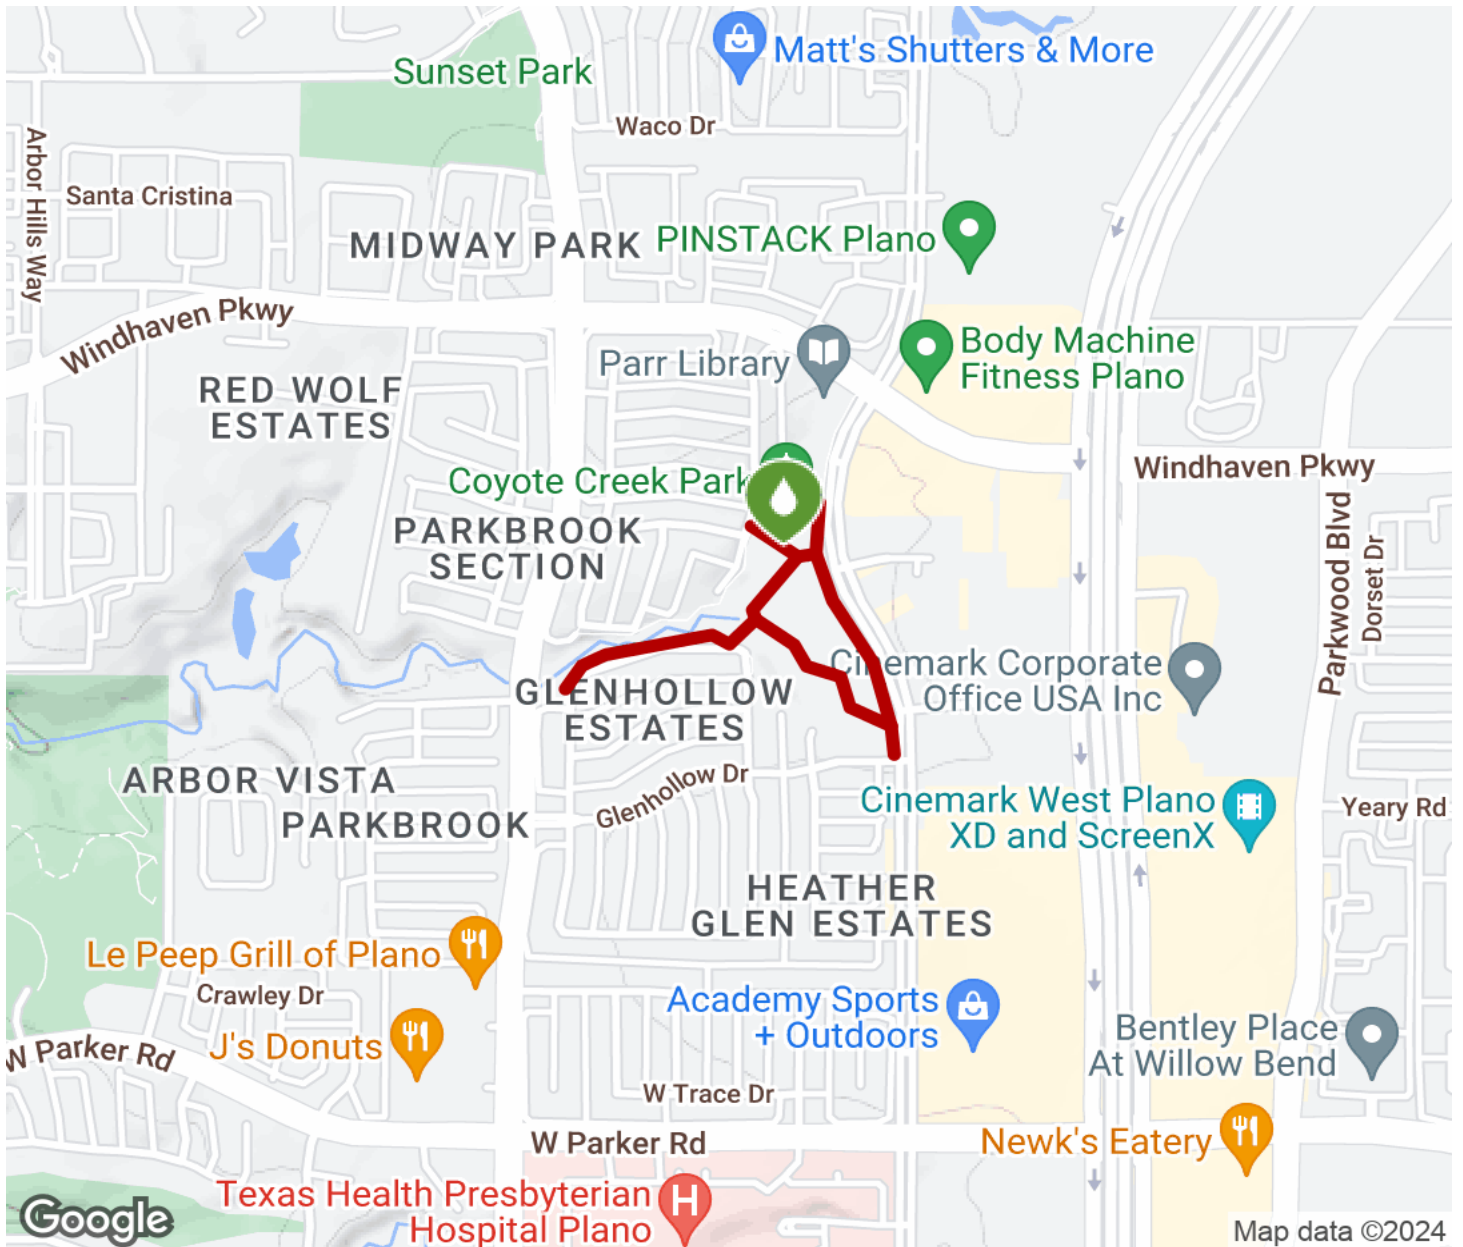 Matt's Shutters & More
Sunset Park
Waco Dr
Arbor Hills Way
Santa Cristina
MIDWAY PARK
PINSTACK Plano
Windhaven Pkwy
Parr Library
Body Machine
Fitness Plano
RED WOLF
ESTATES
Coyote Creek Park
Windhaven Pkwy
PARKBROOK
SECTION
Parkwood Blvd
Dorset Dr
Cinemark Corporate
Office USA Inc
GLENHOLLOW
ESTATES
ARBOR VISTA
Glenhollow Dr
PARKBROOK
Cinemark West Plano
XD and ScreenX
Yeary Rd
HEATHER
GLEN ESTATES
Le Peep Grill of Plano
Crawley Dr
Academy Sports
+ Outdoors
J's Donuts
W Parker Rd
Bentley Place
At Willow Bend
W Trace Dr
W Parker Rd
Newk's Eatery
Texas Health Presbyterian
Hospital Plano
H
Google
Map data ©2024